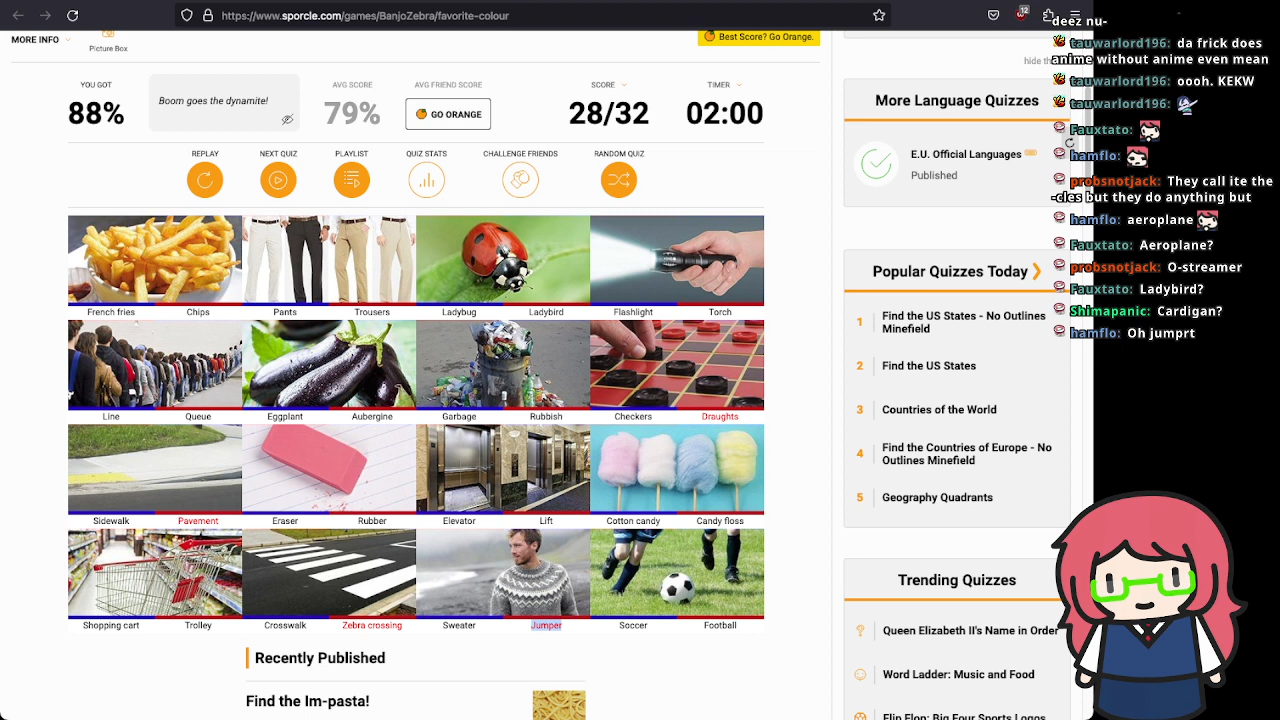 https://www.sporcle.com/games/BanjoZebra/favorite-colour
12
MORE INFO
Picture Box
Best Score? Go Orange.
YOU GOT
88%
Boom goes the dynamite!
AVG SCORE
79%
AVG FRIEND SCORE
GO ORANGE
SCORE
28/32
TIMER
02:00
REPLAY
NEXT QUIZ
PLAYLIST
QUIZ STATS
CHALLENGE FRIENDS
RANDOM QUIZ
French fries
Chips
Pants
Trousers
Ladybug
Ladybird
Flashlight
Torch
Line
Queue
Eggplant
Aubergine
Garbage
Rubbish
Checkers
Draughts
Sidewalk
Pavement
Eraser
Rubber
Elevator
Lift
Cotton candy
Candy floss
Shopping cart
Trolley
Crosswalk
Zebra crossing
Sweater
Jumper
Soccer
Football
Recently Published
Find the Im-pasta!
hide th
More Language Quizzes
E.U. Official Languages
Published
Popular Quizzes Today
1
Find the US States - No Outlines
Minefield
2
Find the US States
3
Countries of the World
4
Find the Countries of Europe - No
Outlines Minefield
5
Geography Quadrants
Trending Quizzes
Queen Elizabeth II's Name in Order
Word Ladder: Music and Food
Flip Flop: Big Four Sports Logos
deez nu-
tauwarlord196: da frick does
anime without anime even mean
tauwarlord196: oooh. KEKW
tauwarlord196:
Fauxtato:
hamflo:
probsnotjack: They call ite the
-cles but they do anything but
hamflo: aeroplane
Fauxtato: Aeroplane?
probsnotjack: O-streamer
Fauxtato: Ladybird?
Shimapanic: Cardigan?
hamflo: Oh jumprt